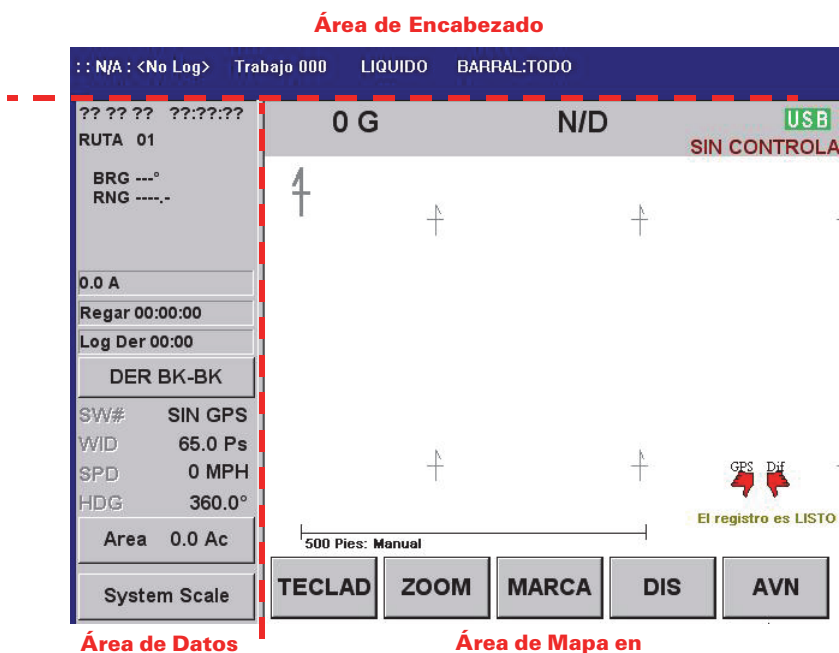 Área de Encabezado
: : N/A : <No Log> Trabajo 000 LIQUIDO BARRAL:TODO
?? ?? ?? ??:??:??
RUTA 01
BRG ---°
RNG ----.-
0.0 A
Regar 00:00:00
Log Der 00:00
DER BK-BK
SW# SIN GPS
WID 65.0 Ps
SPD 0 MPH
HDG 360.0°
Area 0.0 Ac
System Scale
0 G N/D USB
SIN CONTROLA
GPS Dif
El registro es LISTO
500 Pies: Manual
TECLAD ZOOM MARCA DIS AVN
Área de Datos
Área de Mapa en